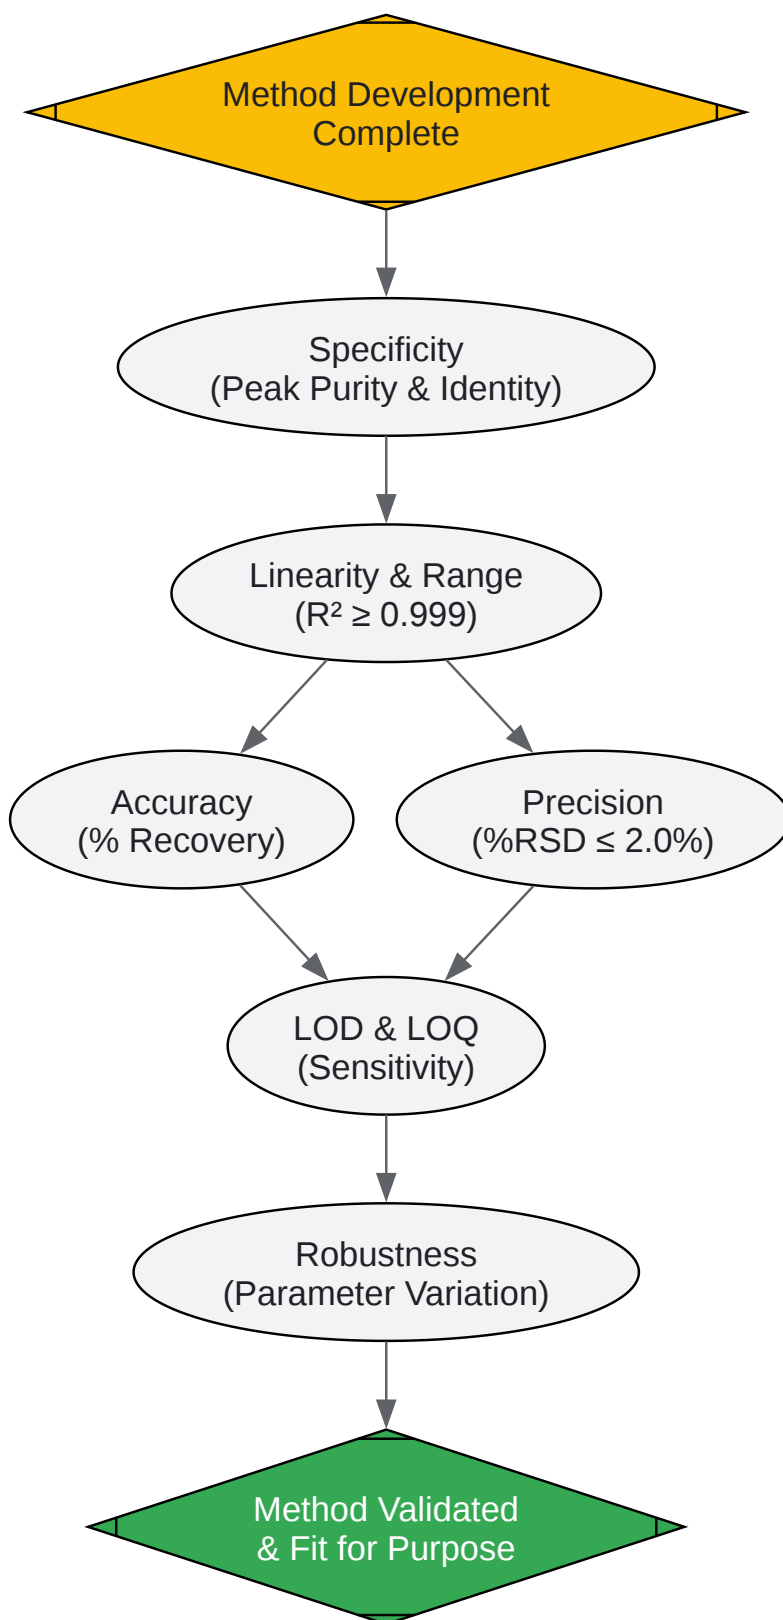 Method Development
Complete
Specificity
(Peak Purity & Identity)
Linearity & Range
(R² ≥ 0.999)
Accuracy
(% Recovery)
Precision
(%RSD ≤ 2.0%)
LOD & LOQ
(Sensitivity)
Robustness
(Parameter Variation)
Method Validated
& Fit for Purpose